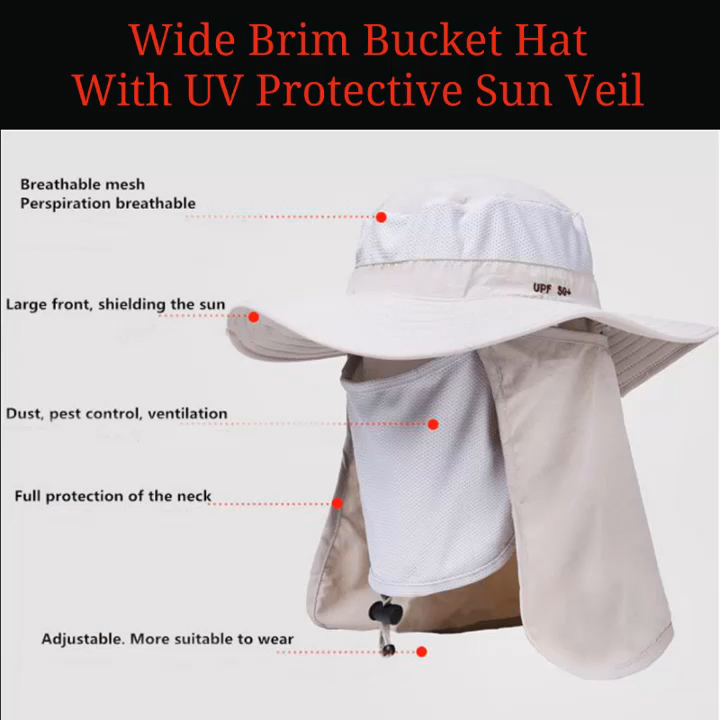 Wide Brim Bucket Hat
With UV Protective Sun Veil
Breathable mesh
Perspiration breathable
UPF 50+
Large front, shielding the sun
Dust, pest control, ventilation
Full protection of the neck
Adjustable. More suitable to wear